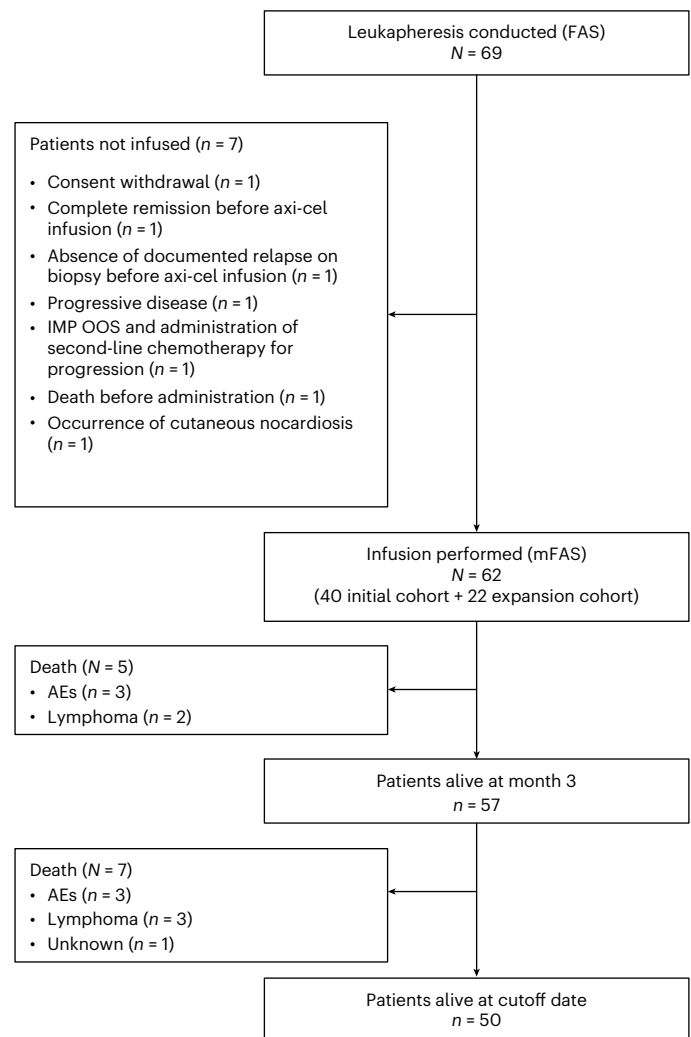 Leukapheresis conducted (FAS)
N = 69
Patients not infused (n = 7)
• Consent withdrawal (n = 1)
• Complete remission before axi-cel
infusion (n = 1)
• Absence of documented relapse on
biopsy before axi-cel infusion (n = 1)
• Progressive disease (n = 1)
• IMP OOS and administration of
second-line chemotherapy for
progression (n = 1)
• Death before administration (n = 1)
• Occurrence of cutaneous nocardiosis
(n = 1)
Infusion performed (mFAS)
N = 62
(40 initial cohort + 22 expansion cohort)
Death (N = 5)
• AEs (n = 3)
• Lymphoma (n = 2)
Patients alive at month 3
n = 57
Death (N = 7)
• AEs (n = 3)
• Lymphoma (n = 3)
• Unknown (n = 1)
Patients alive at cutoff date
n = 50